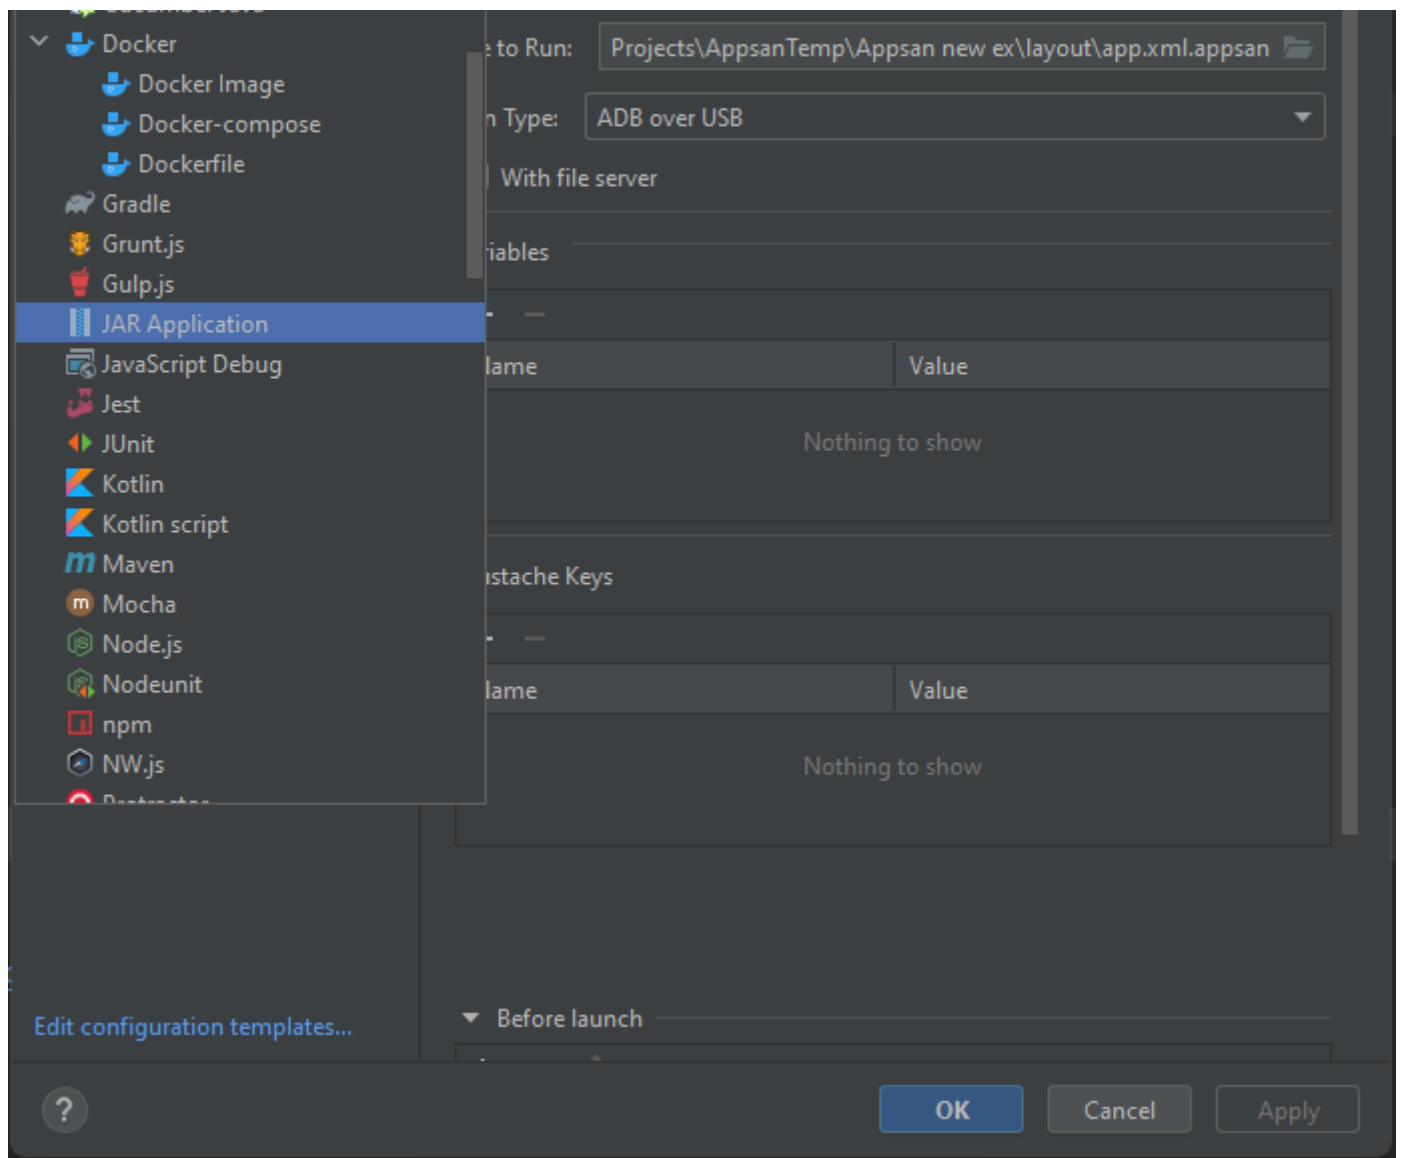 Docker
Docker Image
Docker-compose
Dockerfile
Gradle
Grunt.js
Gulp.js
JAR Application
JavaScript Debug
Jest
JUnit
Kotlin
Kotlin script
Maven
Mocha
Node.js
Nodeunit
npm
NW.js
Edit configuration templates...
to Run:
Projects\AppsanTemp\Appsan new ex\layout\app.xml.appsan
Type:
ADB over USB
With file server
riables
lame
Value
Nothing to show
ustache Keys
lame
Value
Nothing to show
Before launch
?
OK
Cancel
Apply